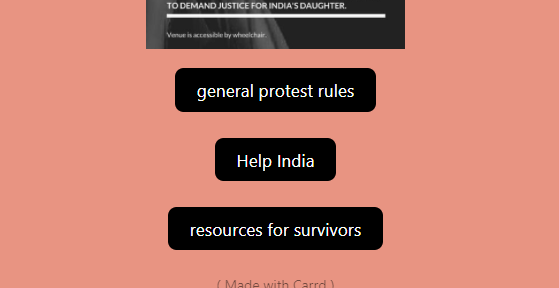 TO DEMAND JUSTICE FOR INDIA'S DAUGHTER.
Venue is accessible by wheelchair.
general protest rules
Help India
resources for survivors
( Made with Carrd )